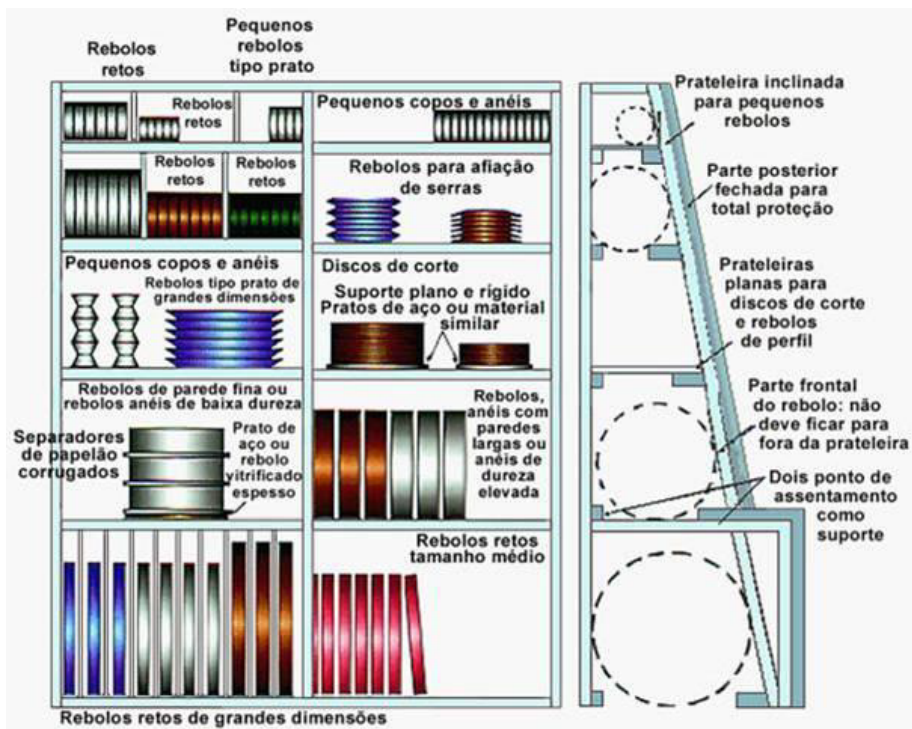 Rebolos
retos
Pequenos
rebolos
tipo prato
Rebolos
retos
Pequenos copos e anéis
Rebolos
retos
Rebolos
retos
Rebolos para afiação
de serras
Pequenos copos e anéis
Rebolos tipo prato de
grandes dimensões
Discos de corte
Suporte plano e rígido
Pratos de aço ou material
similar
Rebolos de parede fina ou
rebolos anéis de baixa dureza
Separadores
de papelão
corrugados
Prato de
aço ou
rebolo
vitrificado
espesso
Rebolos,
anéis com
paredes
largas ou
anéis de
dureza
elevada
Rebolos retos
tamanho médio
Rebolos retos de grandes dimensões
Prateleira inclinada
para pequenos
rebolos
Parte posterior
fechada para
total proteção
Prateleiras
planas para
discos de corte
e rebolos
de perfil
Parte frontal
do rebolo: não
deve ficar para
fora da prateleira
Dois ponto de
assentamento
como
suporte